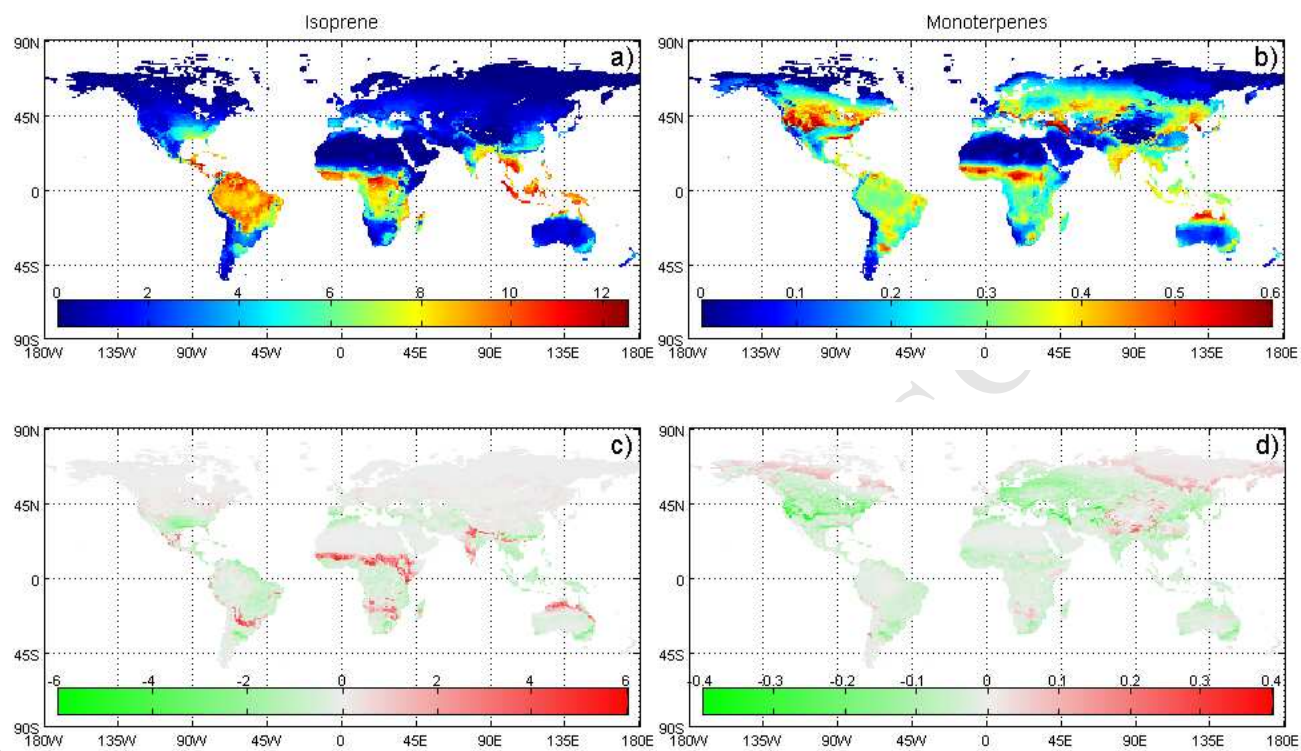 Isoprene Monoterpenes
90N a) 90N b)
45N 45N
0 0
45S 45S
0 2 4 6 8 10 12 0 0.1 0.2 0.3 0.4 0.5 0.6
90S 90S
180W 135W 90W 45W 0 45E 90E 135E 180E 180W 135W 90W 45W 0 45E 90E 135E 180E
90N c) 90N d)
45N 45N
0 0
45S 45S
-6 -4 -2 0 2 4 6 -0.4 -0.3 -0.2 -0.1 0 0.1 0.2 0.3 0.4
90S 90S
180W 135W 90W 45W 0 45E 90E 135E 180E 180W 135W 90W 45W 0 45E 90E 135E 180E